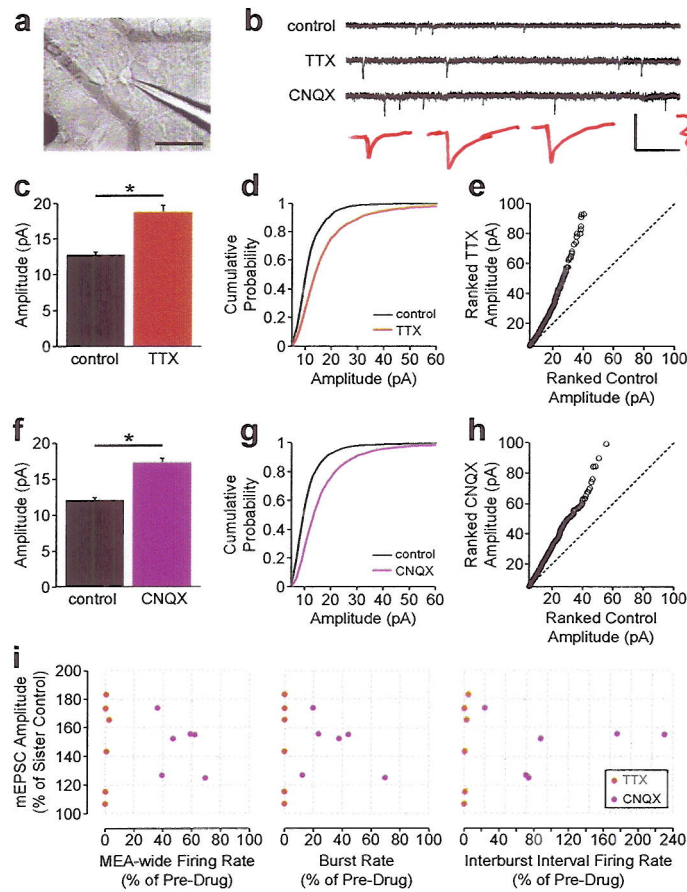 a
b
control
TTX
CNQX
c
*
Amplitude (pA)
20
15
10
5
0
control
TTX
d
Cumulative
Probability
1
0.8
0.6
0.4
0.2
0
control
TTX
10 20 30 40 50 60
Amplitude (pA)
e
Ranked TTX
Amplitude (pA)
100
80
60
40
20
20 40 60 80 100
Ranked Control
Amplitude (pA)
f
*
Amplitude (pA)
20
15
10
5
0
control
CNQX
g
Cumulative
Probability
1
0.8
0.6
0.4
0.2
0
control
CNQX
10 20 30 40 50 60
Amplitude (pA)
h
Ranked CNQX
Amplitude (pA)
100
80
60
40
20
20 40 60 80 100
Ranked Control
Amplitude (pA)
i
mEPSC Amplitude
(% of Sister Control)
200
180
160
140
120
100
0 20 40 60 80 100
MEA-wide Firing Rate
(% of Pre-Drug)
0 20 40 60 80 100
Burst Rate
(% of Pre-Drug)
TTX
CNQX
0 40 80 120 160 200 240
Interburst Interval Firing Rate
(% of Pre-Drug)